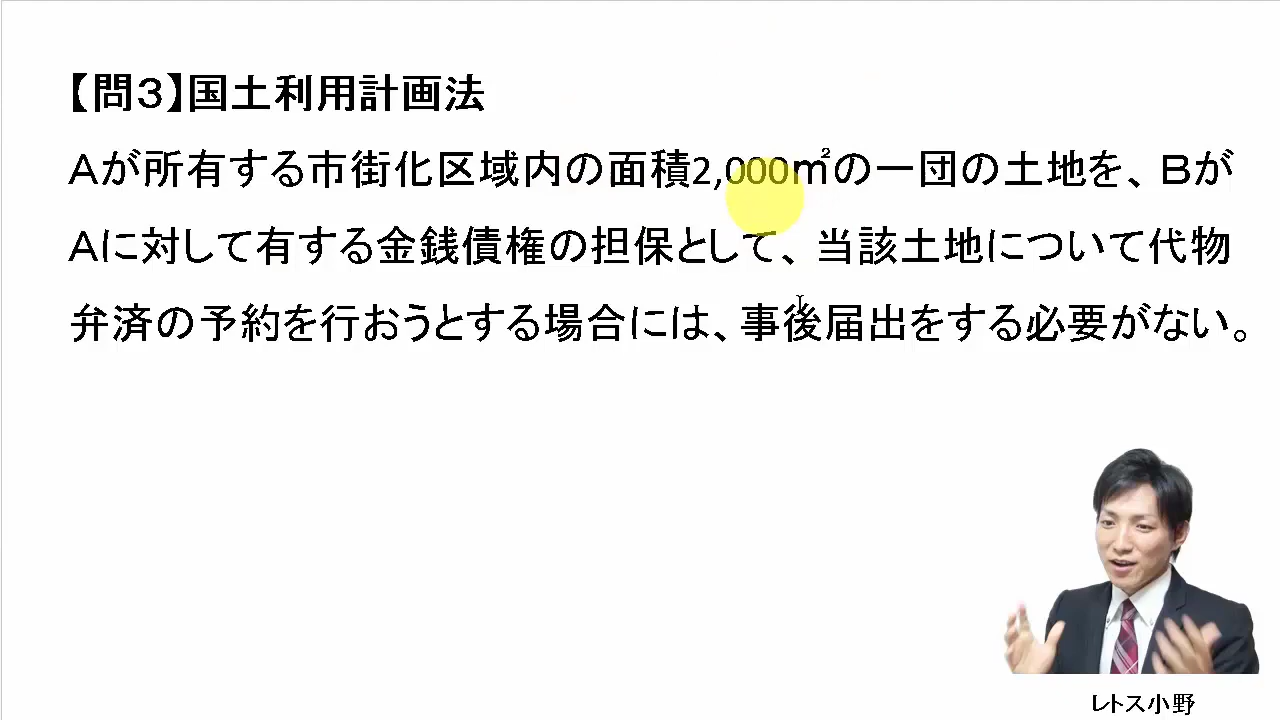 【問３】国土利用計画法
Ａが所有する市街化区域内の面積2,000㎡の一団の土地を、Ｂが
Ａに対して有する金銭債権の担保として、当該土地について代物
弁済の予約を行おうとする場合には、事後届出をする必要がない。
レトス小野